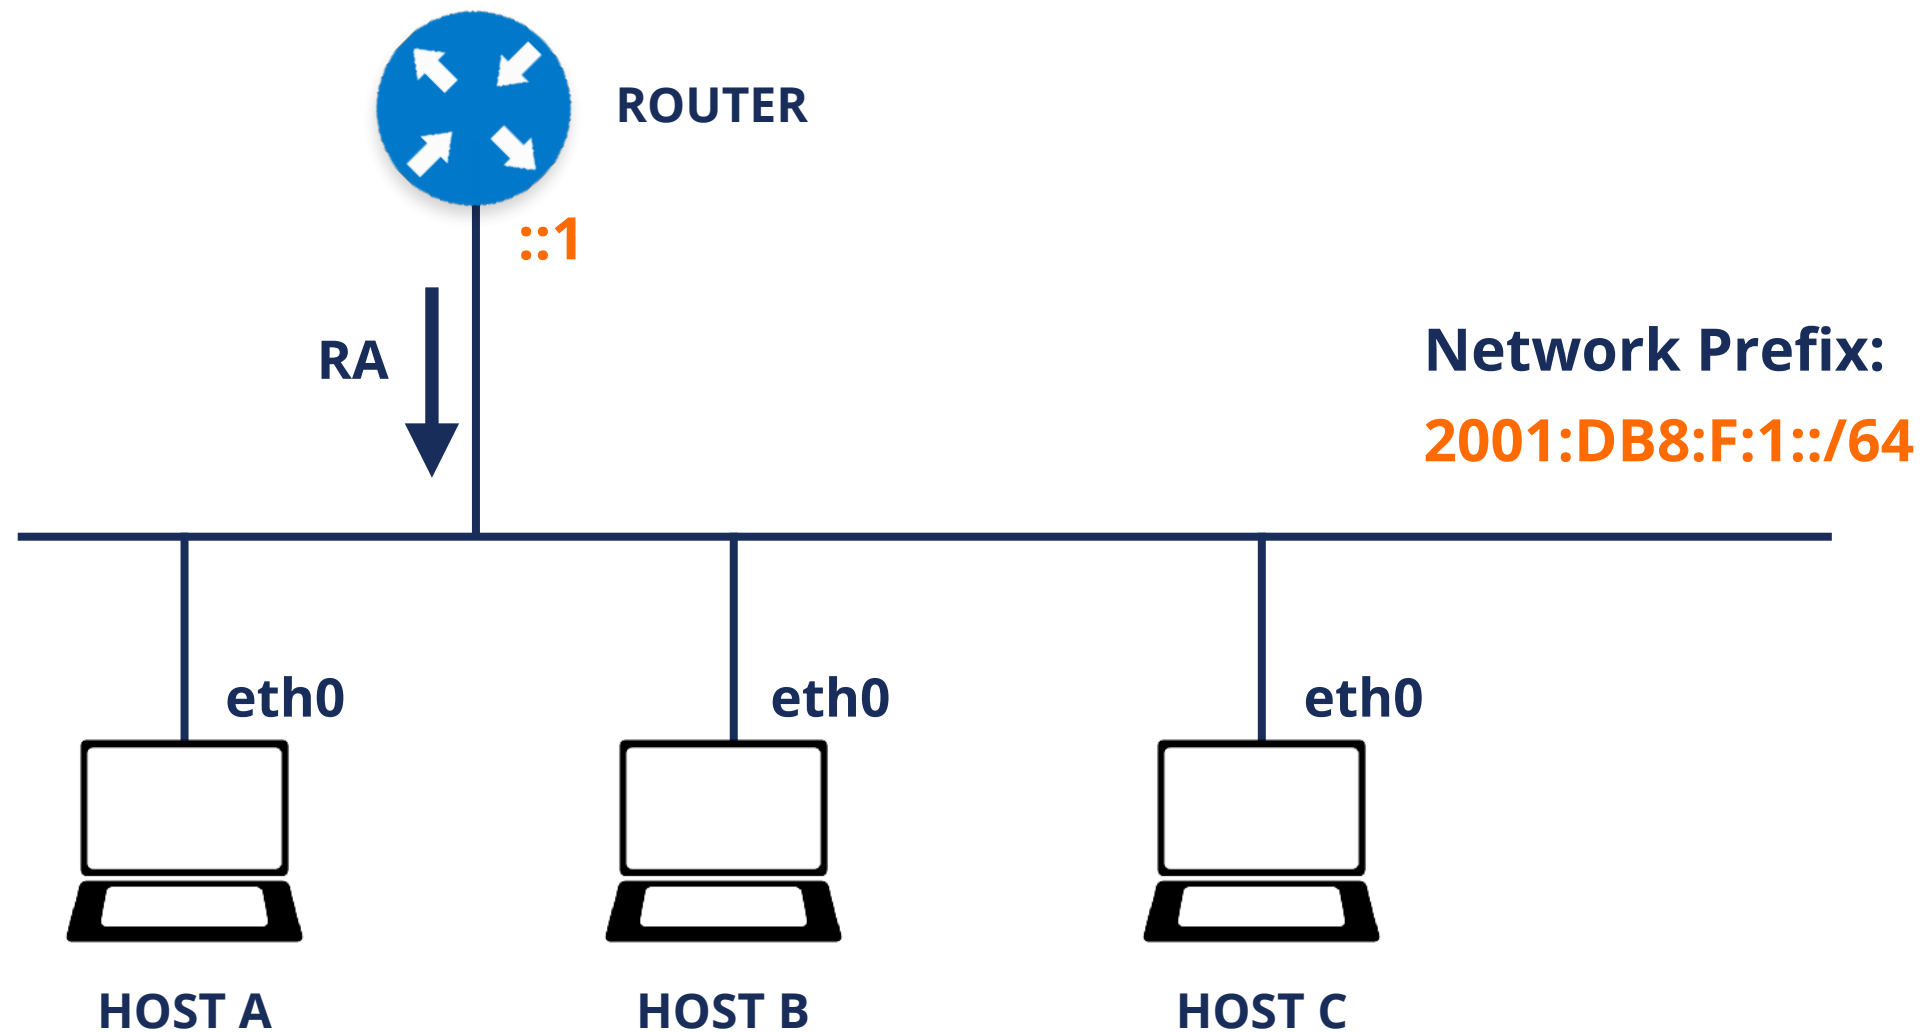 ROUTER
::1
RA
Network Prefix:
2001:DB8:F:1::/64
eth0
eth0
eth0
HOST A
HOST B
HOST C